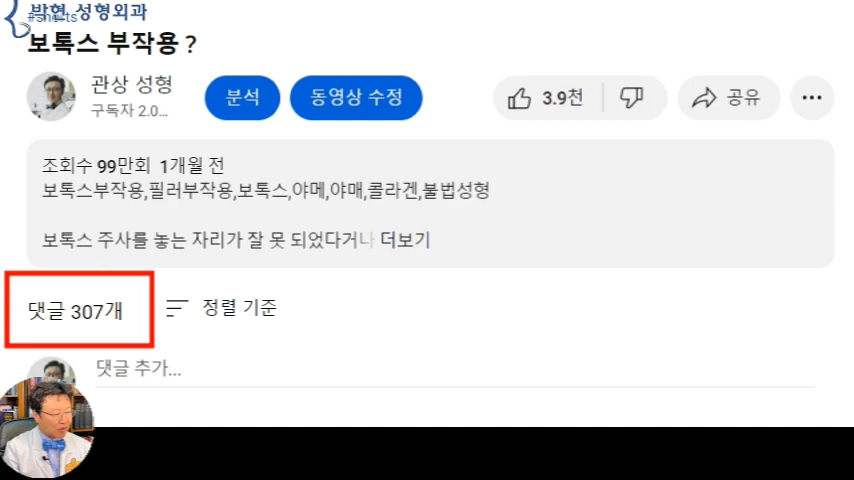 박현 성형외과
#shorts
보톡스 부작용 ?
관상 성형
구독자 2.0...
분석
동영상 수정
3.9천
공유
조회수 99만회 1개월 전
보톡스부작용,필러부작용,보톡스,야메,야매,콜라겐,불법성형
보톡스 주사를 놓는 자리가 잘 못 되었다거나 더보기
댓글 307개
정렬 기준
댓글 추가...